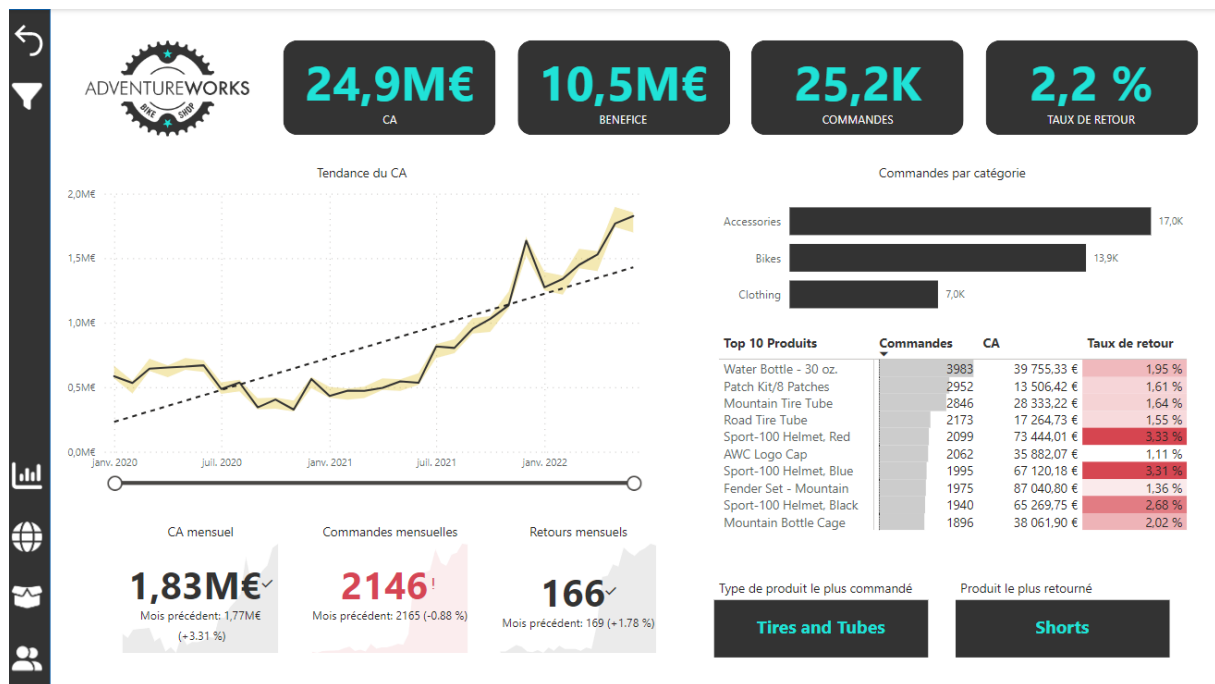 ADVENTUREWORKS
BIKE SHOP
24,9M€
CA
10,5M€
BENEFICE
25,2K
COMMANDES
2,2 %
TAUX DE RETOUR
Tendance du CA
2,0M€
1,5M€
1,0M€
0,5M€
0,0M€
janv. 2020 juil. 2020 janv. 2021 juil. 2021 janv. 2022
Commandes par catégorie
Accessories 17,0K
Bikes 13,9K
Clothing 7,0K
Top 10 Produits Commandes CA Taux de retour
Water Bottle - 30 oz. 3983 39 755,33 € 1,95 %
Patch Kit/8 Patches 2952 13 506,42 € 1,61 %
Mountain Tire Tube 2846 28 333,22 € 1,64 %
Road Tire Tube 2173 17 264,73 € 1,55 %
Sport-100 Helmet, Red 2099 73 444,01 € 3,33 %
AWC Logo Cap 2062 35 882,07 € 1,11 %
Sport-100 Helmet, Blue 1995 67 120,18 € 3,31 %
Fender Set - Mountain 1975 87 040,80 € 1,36 %
Sport-100 Helmet, Black 1940 65 269,75 € 2,68 %
Mountain Bottle Cage 1896 38 061,90 € 2,02 %
CA mensuel
1,83M€
Mois précédent: 1,77M€
(+3.31 %)
Commandes mensuelles
2146!
Mois précédent: 2165 (-0.88 %)
Retours mensuels
166
Mois précédent: 169 (+1.78 %)
Type de produit le plus commandé
Tires and Tubes
Produit le plus retourné
Shorts